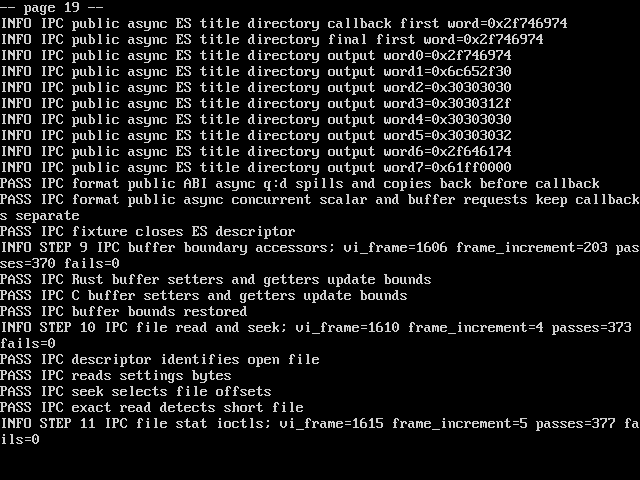 -- page 19 --
INFO IPC public async ES title directory callback first word=0x2f746974
INFO IPC public async ES title directory final first word=0x2f746974
INFO IPC public async ES title directory output word0=0x2f746974
INFO IPC public async ES title directory output word1=0x6c652f30
INFO IPC public async ES title directory output word2=0x30303030
INFO IPC public async ES title directory output word3=0x3030312f
INFO IPC public async ES title directory output word4=0x30303030
INFO IPC public async ES title directory output word5=0x30303032
INFO IPC public async ES title directory output word6=0x2f646174
INFO IPC public async ES title directory output word7=0x61ff0000
PASS IPC format public ABI async q:d spills and copies back before callback
PASS IPC format public async concurrent scalar and buffer requests keep callback
s separate
PASS IPC fixture closes ES descriptor
INFO STEP 9 IPC buffer boundary accessors; vi_frame=1606 frame_increment=203 pas
ses=370 fails=0
PASS IPC Rust buffer setters and getters update bounds
PASS IPC C buffer setters and getters update bounds
PASS IPC buffer bounds restored
INFO STEP 10 IPC file read and seek; vi_frame=1610 frame_increment=4 passes=373
fails=0
PASS IPC descriptor identifies open file
PASS IPC reads settings bytes
PASS IPC seek selects file offsets
PASS IPC exact read detects short file
INFO STEP 11 IPC file stat ioctls; vi_frame=1615 frame_increment=5 passes=377 fa
ils=0